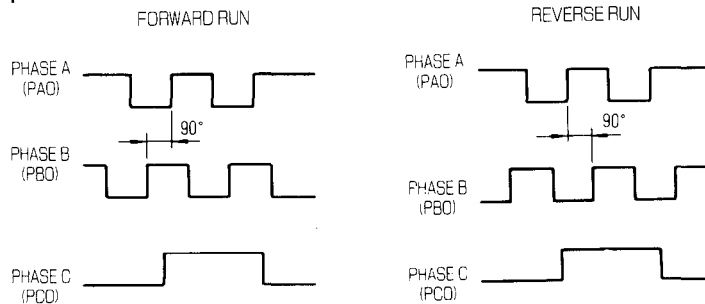 FORWARD RUN
PHASE A
(PAO)
90°
PHASE B
(PBO)
PHASE C
(PCO)
REVERSE RUN
PHASE A
(PAO)
90°
PHASE B
(PBO)
PHASE C
(PCO)